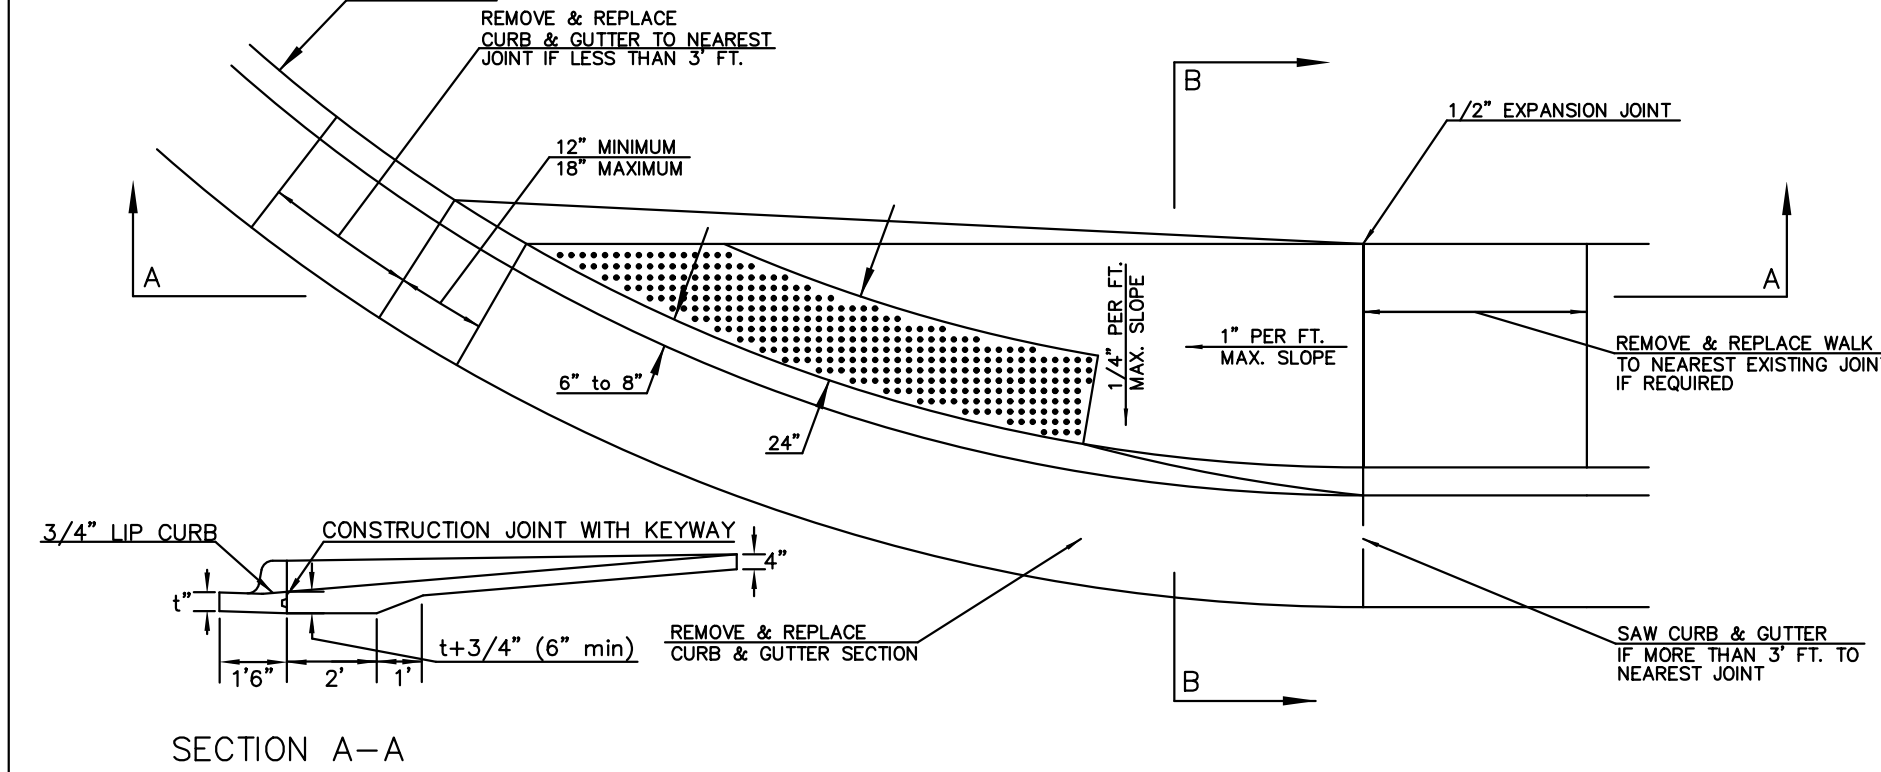 REMOVE & REPLACE
CURB & GUTTER TO NEAREST
JOINT IF LESS THAN 3' FT.
B
1/2" EXPANSION JOINT
12" MINIMUM
18" MAXIMUM
A
A
1/4" PER FT.
MAX. SLOPE
1" PER FT.
MAX. SLOPE
REMOVE & REPLACE WALK
TO NEAREST EXISTING JOINT
IF REQUIRED
6" to 8"
24"
3/4" LIP CURB
CONSTRUCTION JOINT WITH KEYWAY
4"
t"
t+3/4" (6" min)
1'6"
2'
1'
REMOVE & REPLACE
CURB & GUTTER SECTION
SAW CURB & GUTTER
IF MORE THAN 3' FT. TO
NEAREST JOINT
B
SECTION A-A